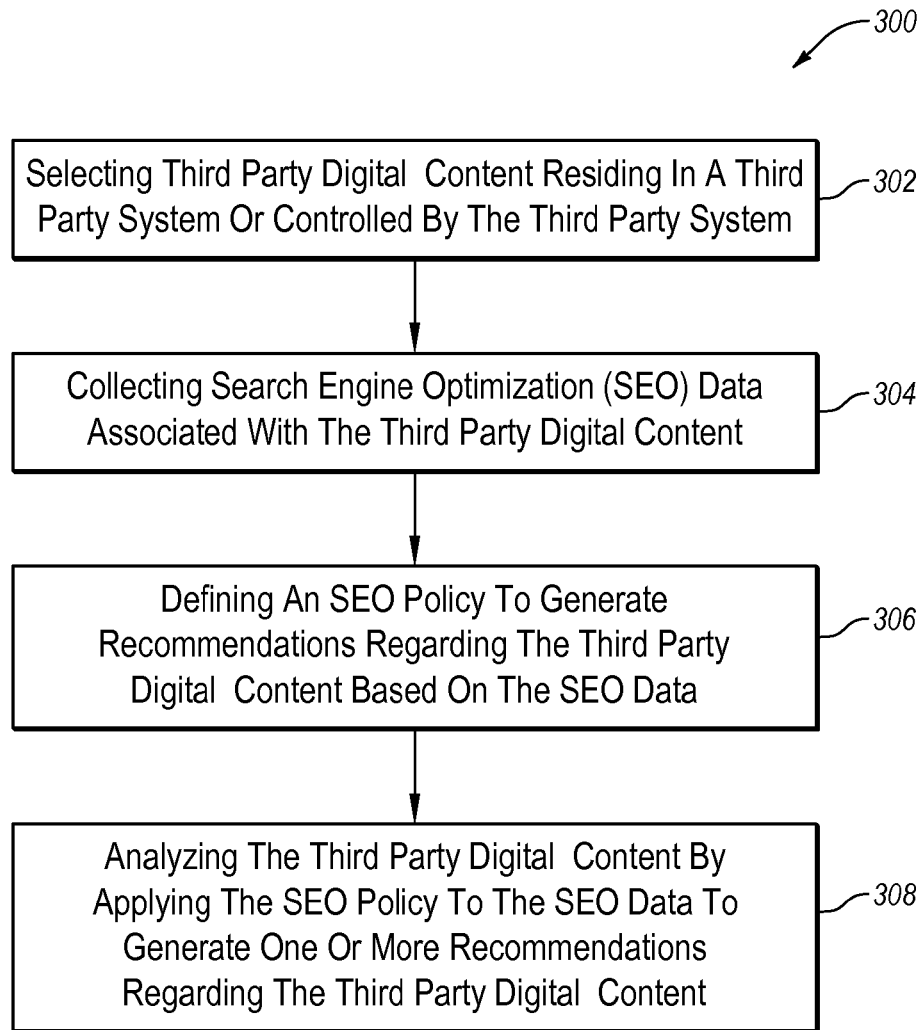 300
Selecting Third Party Digital Content Residing In A Third
Party System Or Controlled By The Third Party System
302
Collecting Search Engine Optimization (SEO) Data
Associated With The Third Party Digital Content
304
Defining An SEO Policy To Generate
Recommendations Regarding The Third Party
Digital Content Based On The SEO Data
306
Analyzing The Third Party Digital Content By
Applying The SEO Policy To The SEO Data To
Generate One Or More Recommendations
Regarding The Third Party Digital Content
308